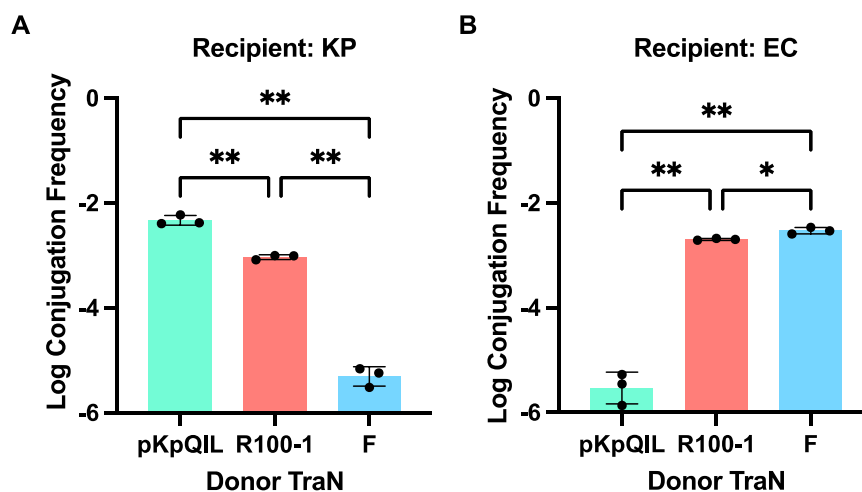 A
Recipient: KP
Log Conjugation Frequency
0
-2
-4
-6
**
** **
pKpQIL R100-1 F
Donor TraN
B
Recipient: EC
Log Conjugation Frequency
0
-2
-4
-6
**
** *
pKpQIL R100-1 F
Donor TraN